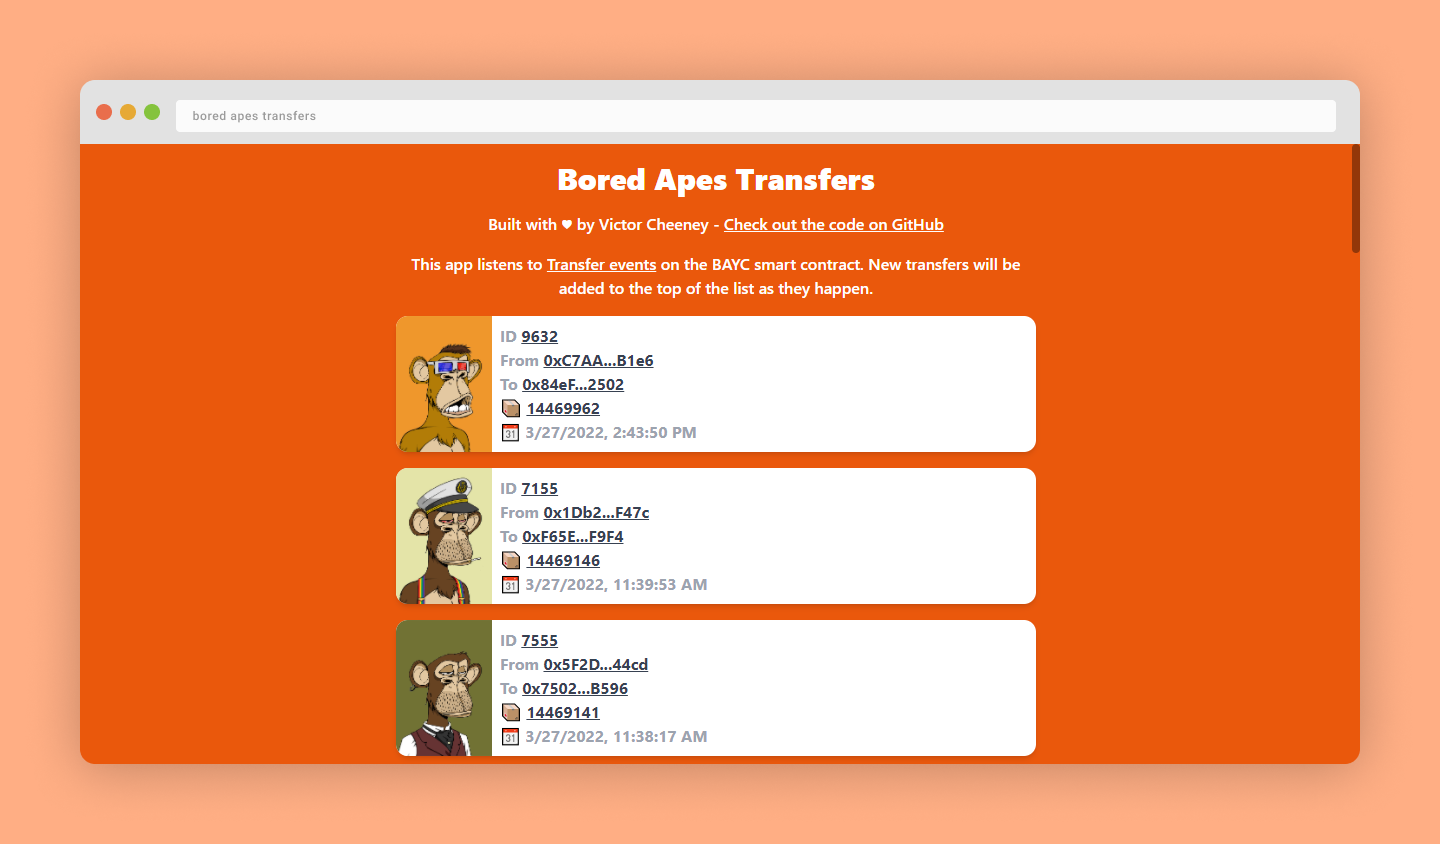 bored apes transfers
Bored Apes Transfers
Built with ♥ by Victor Cheeney - Check out the code on GitHub
This app listens to Transfer events on the BAYC smart contract. New transfers will be
added to the top of the list as they happen.
ID 9632
From 0xC7AA...B1e6
To 0x84eF...2502
14469962
31 3/27/2022, 2:43:50 PM
ID 7155
From 0x1Db2...F47c
To 0xF65E...F9F4
14469146
31 3/27/2022, 11:39:53 AM
ID 7555
From 0x5F2D...44cd
To 0x7502...B596
14469141
31 3/27/2022, 11:38:17 AM